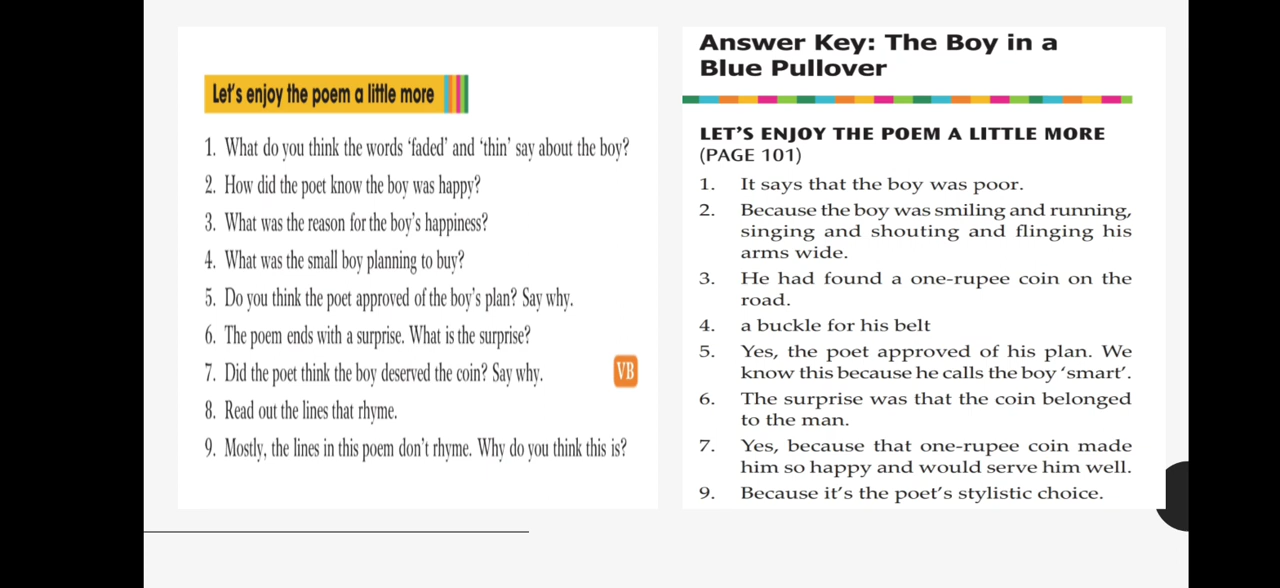 Let's enjoy the poem a little more
1. What do you think the words ‘faded’ and ‘thin’ say about the boy?
2. How did the poet know the boy was happy?
3. What was the reason for the boy’s happiness?
4. What was the small boy planning to buy?
5. Do you think the poet approved of the boy’s plan? Say why.
6. The poem ends with a surprise. What is the surprise?
7. Did the poet think the boy deserved the coin? Say why.
VB
8. Read out the lines that rhyme.
9. Mostly, the lines in this poem don’t rhyme. Why do you think this is?
Answer Key: The Boy in a
Blue Pullover
LET’S ENJOY THE POEM A LITTLE MORE
(PAGE 101)
1. It says that the boy was poor.
2. Because the boy was smiling and running,
singing and shouting and flinging his
arms wide.
3. He had found a one-rupee coin on the
road.
4. a buckle for his belt
5. Yes, the poet approved of his plan. We
know this because he calls the boy ‘smart’.
6. The surprise was that the coin belonged
to the man.
7. Yes, because that one-rupee coin made
him so happy and would serve him well.
9. Because it’s the poet’s stylistic choice.